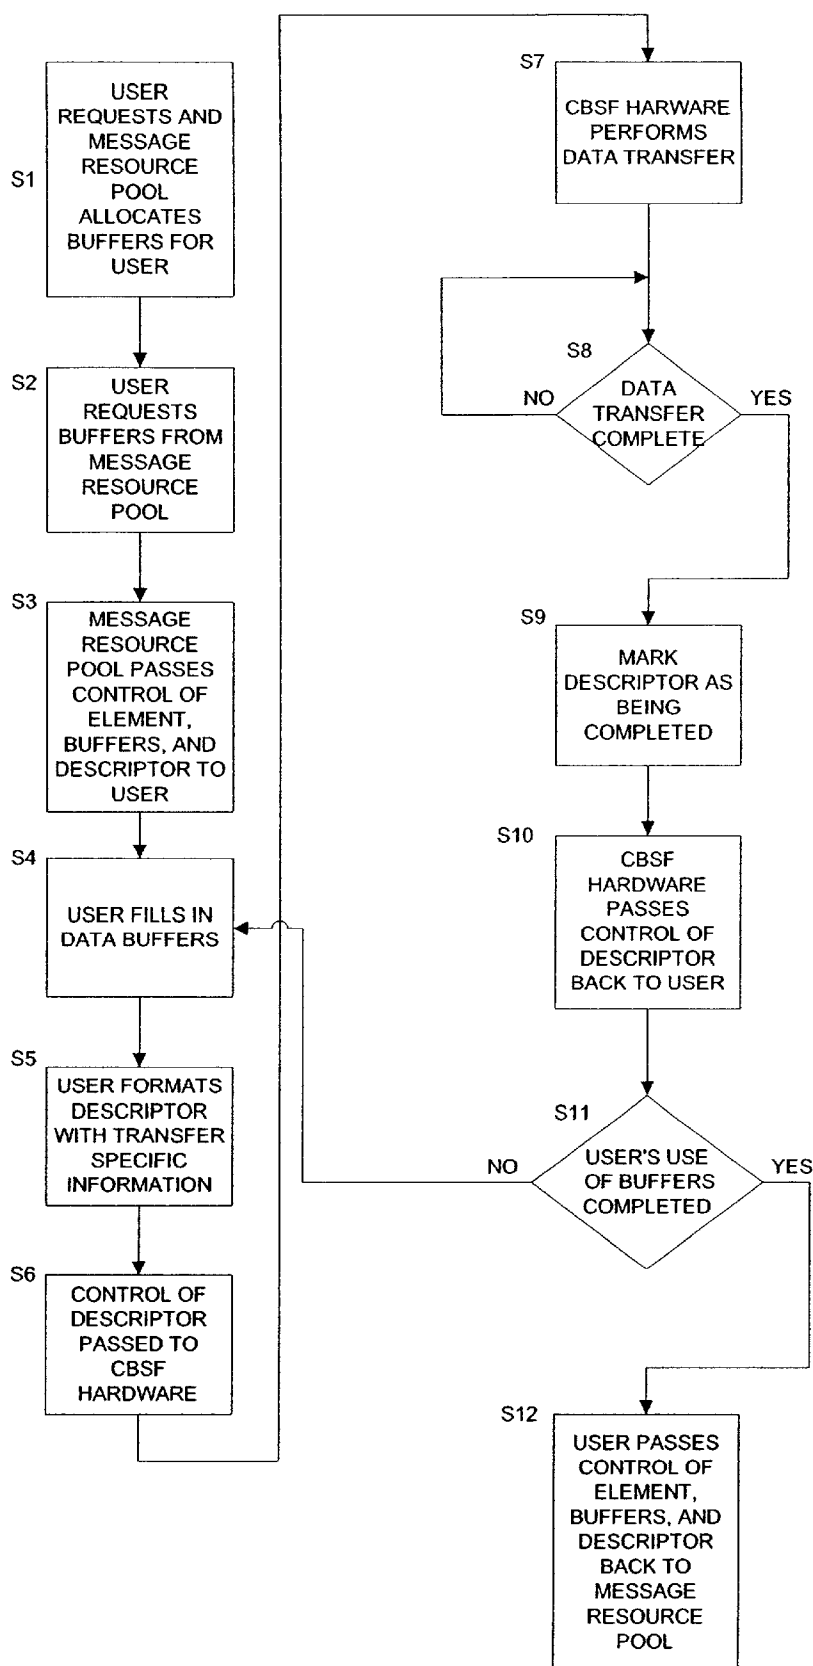 S1
USER
REQUESTS AND
MESSAGE
RESOURCE
POOL
ALLOCATES
BUFFERS FOR
USER
S2
USER
REQUESTS
BUFFERS FROM
MESSAGE
RESOURCE
POOL
S3
MESSAGE
RESOURCE
POOL PASSES
CONTROL OF
ELEMENT,
BUFFERS, AND
DESCRIPTOR TO
USER
S4
USER FILLS IN
DATA BUFFERS
S5
USER FORMATS
DESCRIPTOR
WITH TRANSFER
SPECIFIC
INFORMATION
S6
CONTROL OF
DESCRIPTOR
PASSED TO
CBSF
HARDWARE
S7
CBSF HARWARE
PERFORMS
DATA TRANSFER
S8
NO
DATA
TRANSFER
COMPLETE
YES
S9
MARK
DESCRIPTOR AS
BEING
COMPLETED
S10
CBSF
HARDWARE
PASSES
CONTROL OF
DESCRIPTOR
BACK TO USER
S11
NO
USER'S USE
OF BUFFERS
COMPLETED
YES
S12
USER PASSES
CONTROL OF
ELEMENT,
BUFFERS, AND
DESCRIPTOR
BACK TO
MESSAGE
RESOURCE
POOL